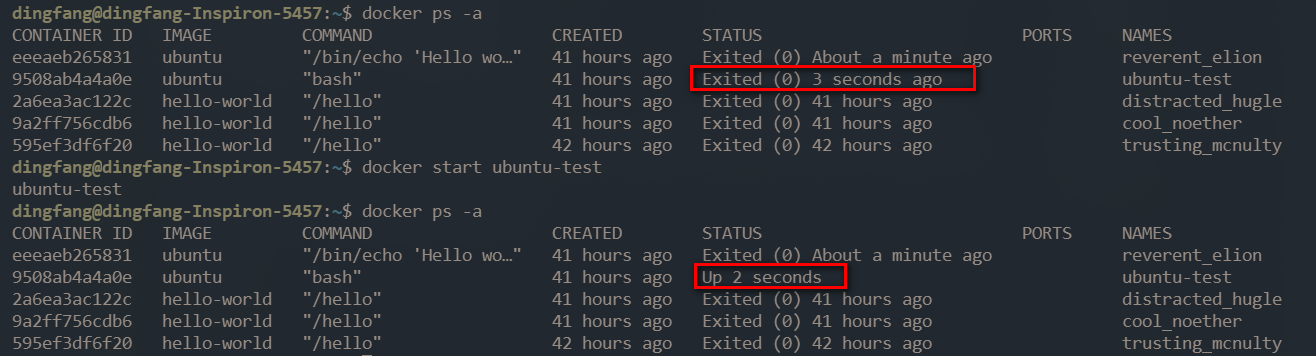 dingfang@dingfang-Inspiron-5457:~$ docker ps -a
CONTAINER ID   IMAGE         COMMAND                  CREATED        STATUS                          PORTS     NAMES
eeeaeb265831   ubuntu        "/bin/echo 'Hello wo…"   41 hours ago   Exited (0) About a minute ago             reverent_elion
9508ab4a4a0e   ubuntu        "bash"                   41 hours ago   Exited (0) 3 seconds ago                  ubuntu-test
2a6ea3ac122c   hello-world   "/hello"                 41 hours ago   Exited (0) 41 hours ago                   distracted_hugle
9a2ff756cdb6   hello-world   "/hello"                 41 hours ago   Exited (0) 41 hours ago                   cool_noether
595ef3df6f20   hello-world   "/hello"                 42 hours ago   Exited (0) 42 hours ago                   trusting_mcnulty
dingfang@dingfang-Inspiron-5457:~$ docker start ubuntu-test
ubuntu-test
dingfang@dingfang-Inspiron-5457:~$ docker ps -a
CONTAINER ID   IMAGE         COMMAND                  CREATED        STATUS                          PORTS     NAMES
eeeaeb265831   ubuntu        "/bin/echo 'Hello wo…"   41 hours ago   Exited (0) About a minute ago             reverent_elion
9508ab4a4a0e   ubuntu        "bash"                   41 hours ago   Up 2 seconds                              ubuntu-test
2a6ea3ac122c   hello-world   "/hello"                 41 hours ago   Exited (0) 41 hours ago                   distracted_hugle
9a2ff756cdb6   hello-world   "/hello"                 41 hours ago   Exited (0) 41 hours ago                   cool_noether
595ef3df6f20   hello-world   "/hello"                 42 hours ago   Exited (0) 42 hours ago                   trusting_mcnulty